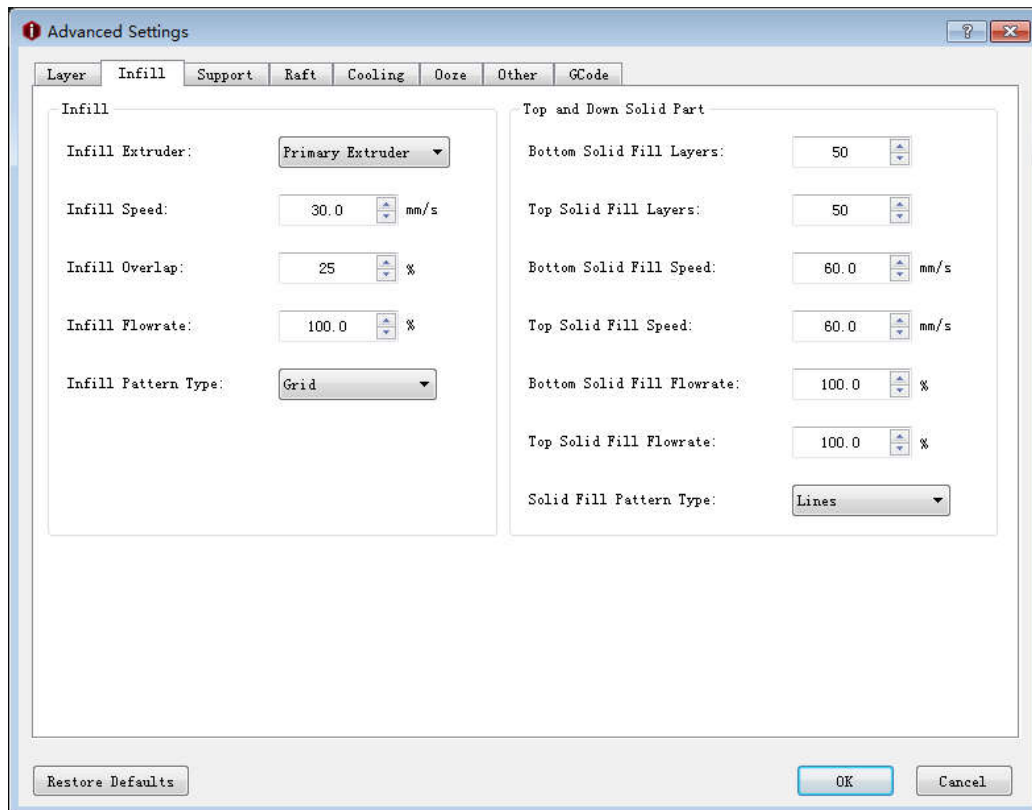 Advanced Settings
Layer Infill Support Raft Cooling Ooze Other GCode
Infill
Infill Extruder: Primary Extruder
Infill Speed: 30.0 mm/s
Infill Overlap: 25 %
Infill Flowrate: 100.0 %
Infill Pattern Type: Grid
Top and Down Solid Part
Bottom Solid Fill Layers: 50
Top Solid Fill Layers: 50
Bottom Solid Fill Speed: 60.0 mm/s
Top Solid Fill Speed: 60.0 mm/s
Bottom Solid Fill Flowrate: 100.0 %
Top Solid Fill Flowrate: 100.0 %
Solid Fill Pattern Type: Lines
Restore Defaults OK Cancel